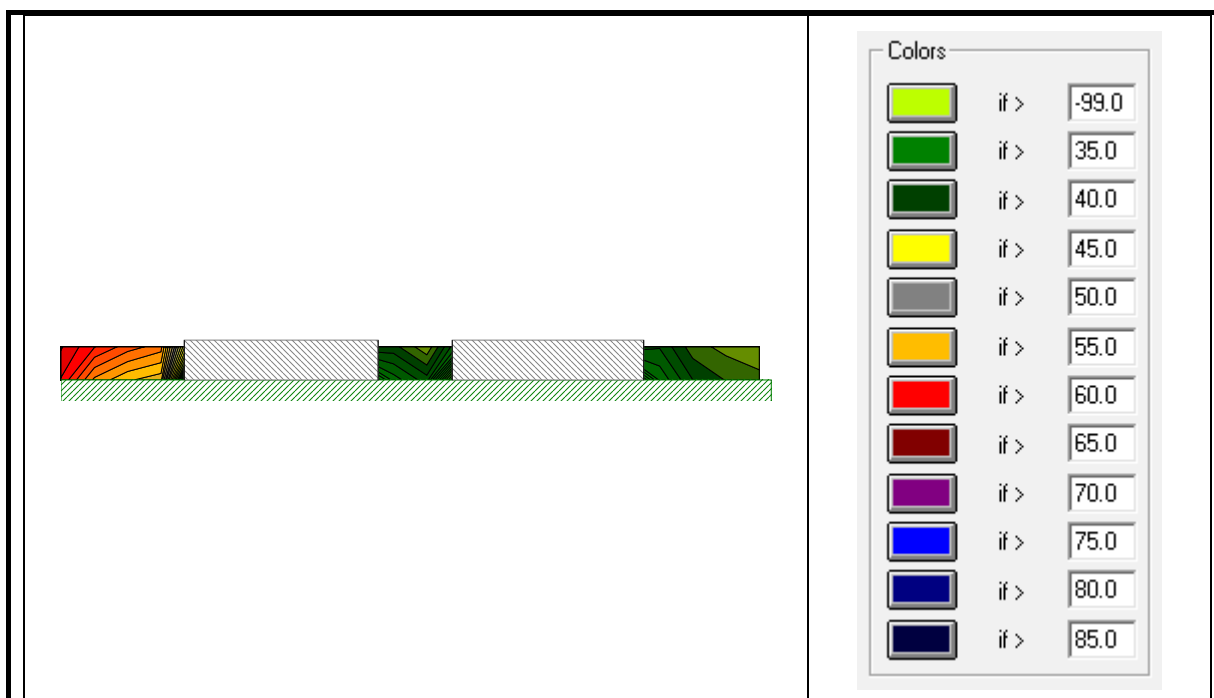 Colors
if > -99.0
if > 35.0
if > 40.0
if > 45.0
if > 50.0
if > 55.0
if > 60.0
if > 65.0
if > 70.0
if > 75.0
if > 80.0
if > 85.0